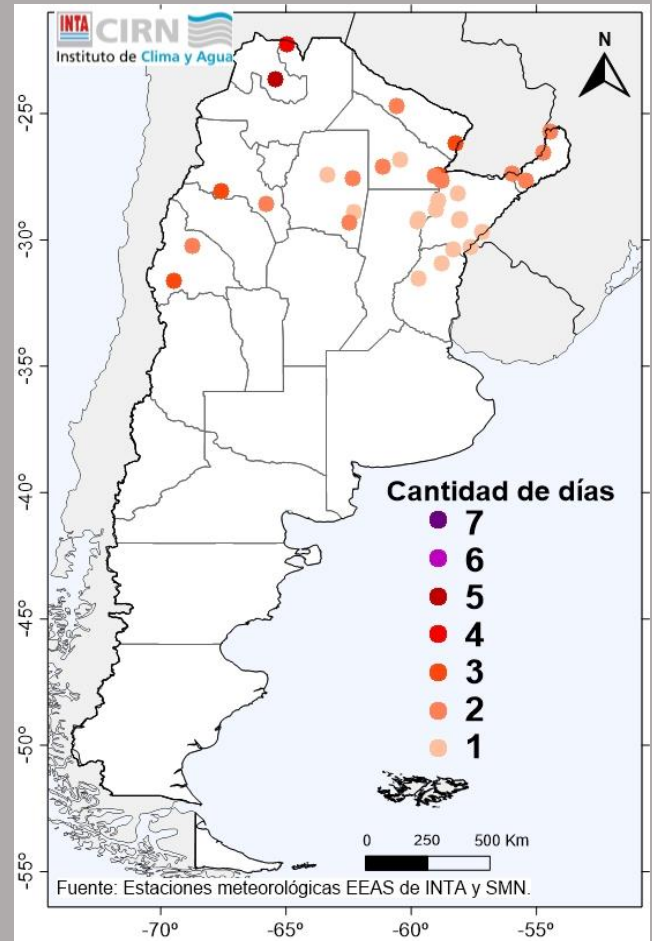 INTA CIRN
Instituto de Clima y Agua
N
-25°
-30°
-35°
-40°
-45°
-50°
-55°
Cantidad de días
7
6
5
4
3
2
1
0 250 500 Km
Fuente: Estaciones meteorológicas EEAS de INTA y SMN.
-70° -65° -60° -55°